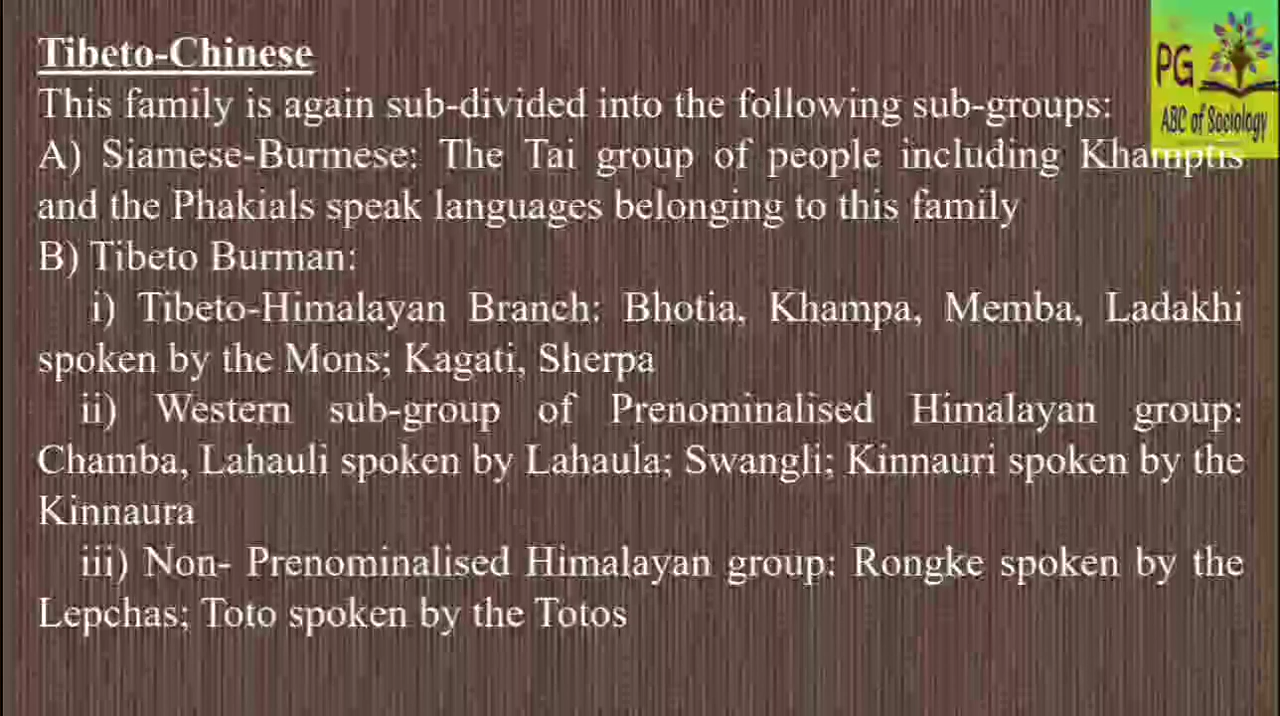 Tibeto-Chinese
This family is again sub-divided into the following sub-groups:
A) Siamese-Burmese: The Tai group of people including Khamptis
and the Phakials speak languages belonging to this family
B) Tibeto Burman:
i) Tibeto-Himalayan Branch: Bhotia, Khampa, Memba, Ladakhi
spoken by the Mons; Kagati, Sherpa
ii) Western sub-group of Prenominalised Himalayan group:
Chamba, Lahauli spoken by Lahaula; Swangli; Kinnauri spoken by the
Kinnaura
iii) Non- Prenominalised Himalayan group: Rongke spoken by the
Lepchas; Toto spoken by the Totos
PG
ABC of Sociology